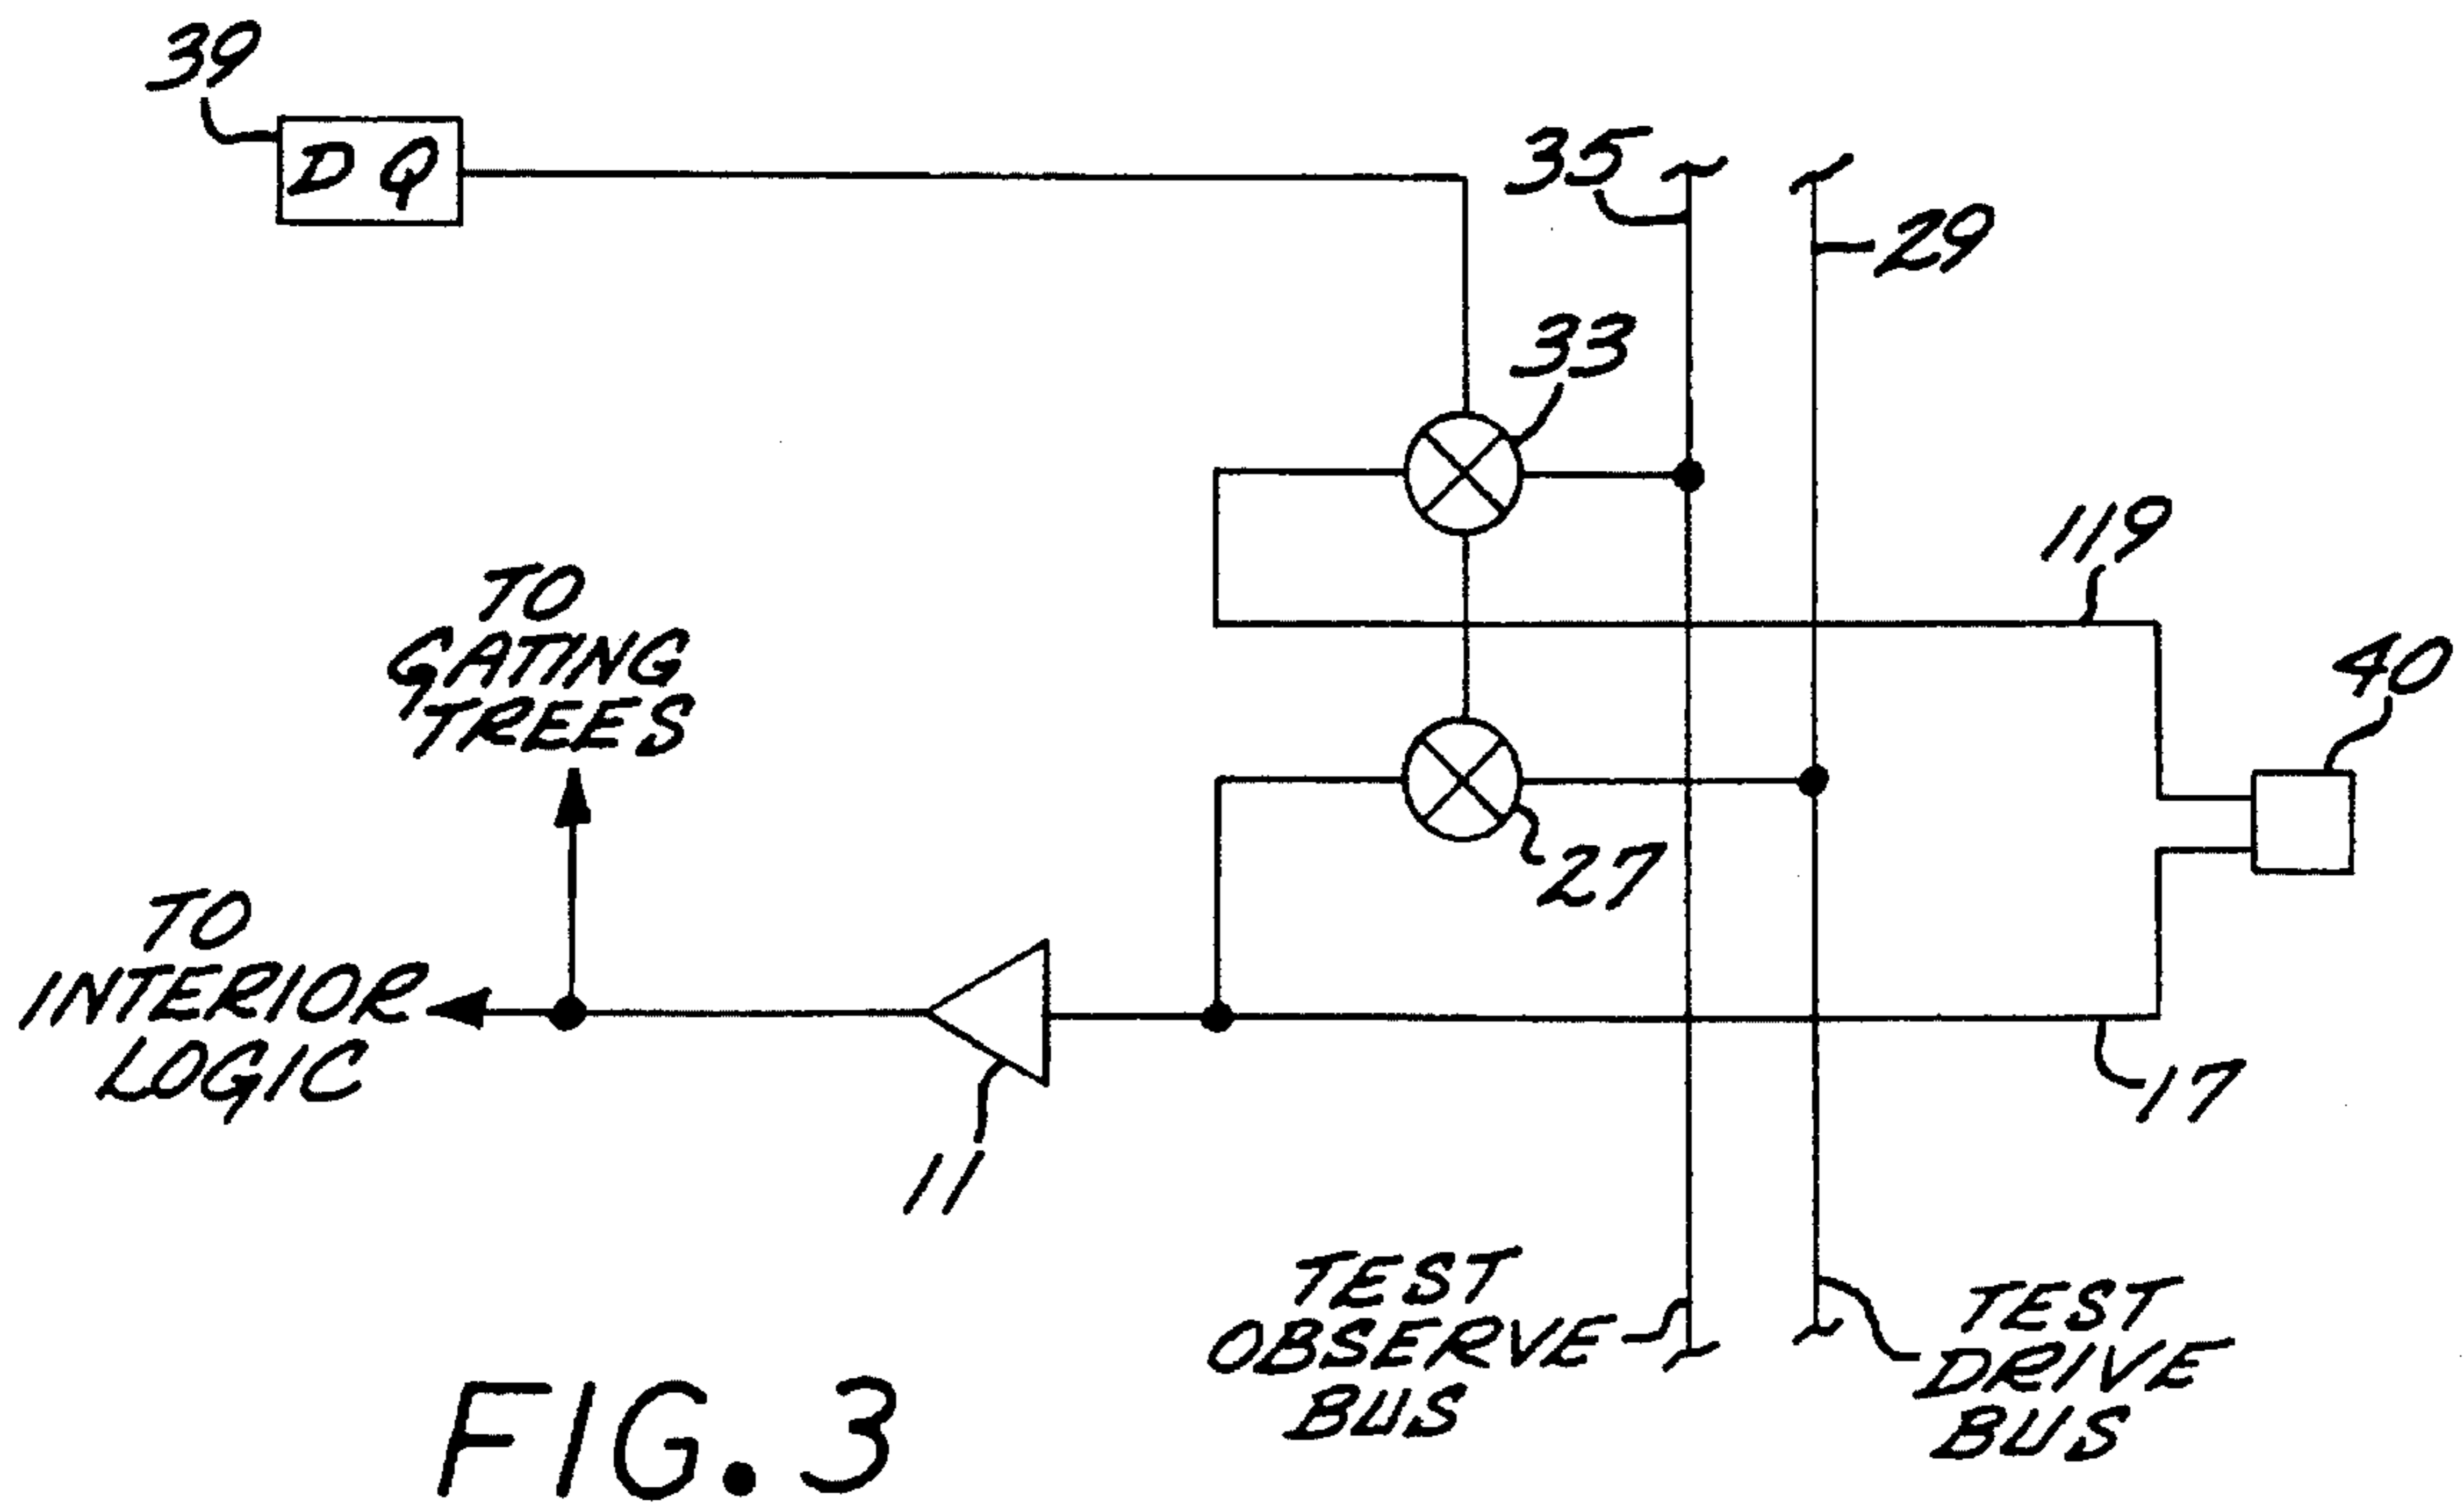 39
D Q
35
29
33
119
TO
GATING
TREES
40
27
TO
INTERIOR
LOGIC
17
11
TEST
OBSERVE
BUS
TEST
DRIVE
BUS
FIG. 3